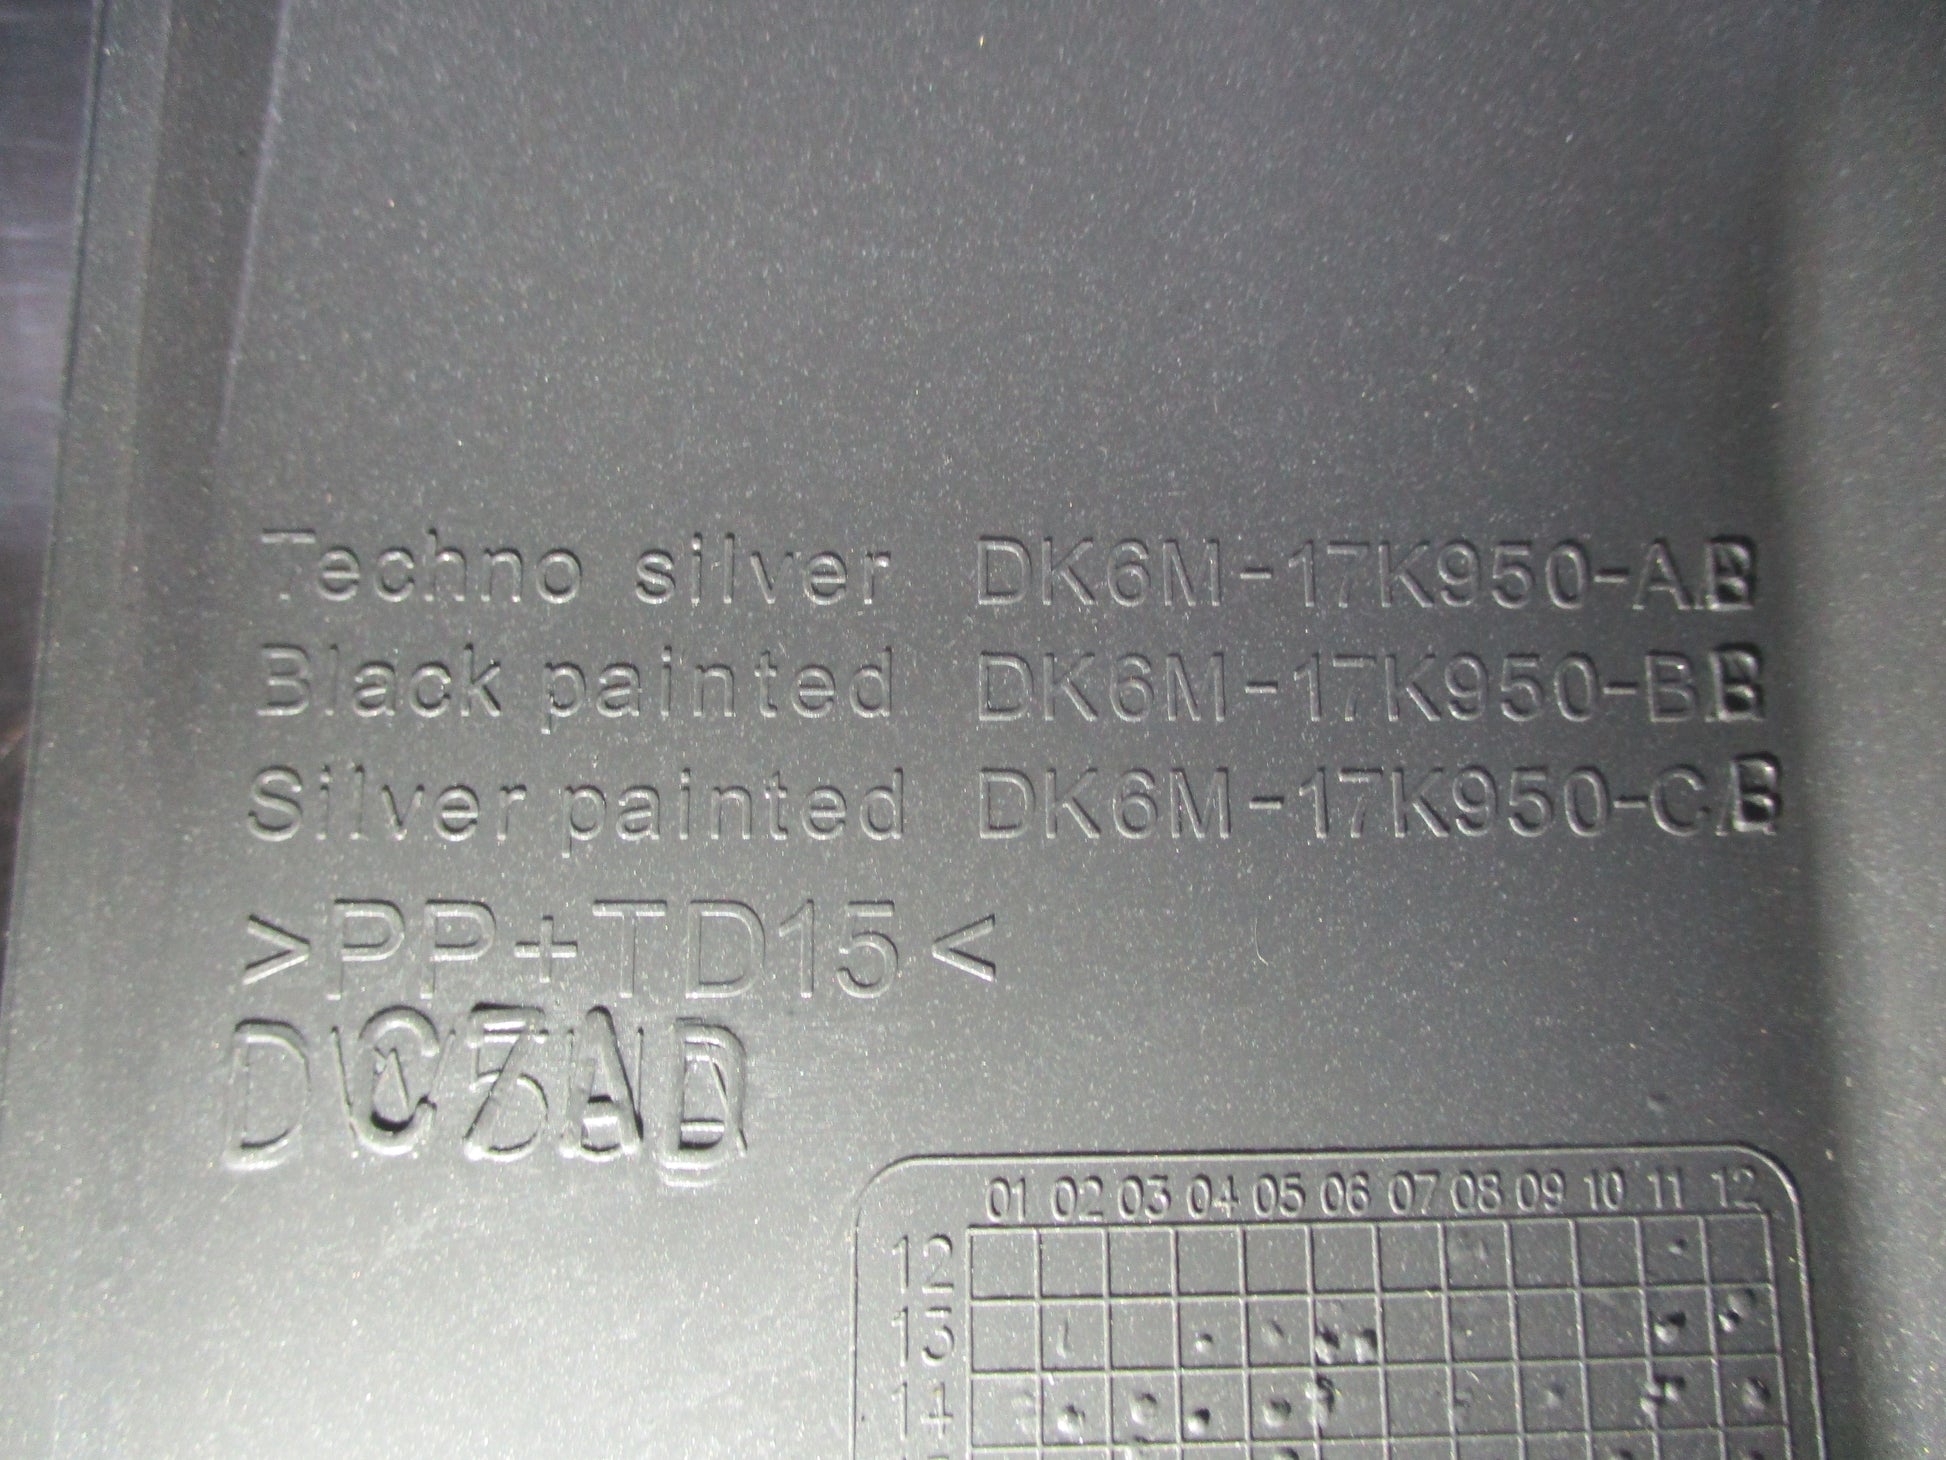 Techno silver DK6M-17K950-AB
Black painted DK6M-17K950-BB
Silver painted DK6M-17K950-CB
>PP+TD15<
01 02 03 04 05 06 07 08 09 10 11 12
12
13
14